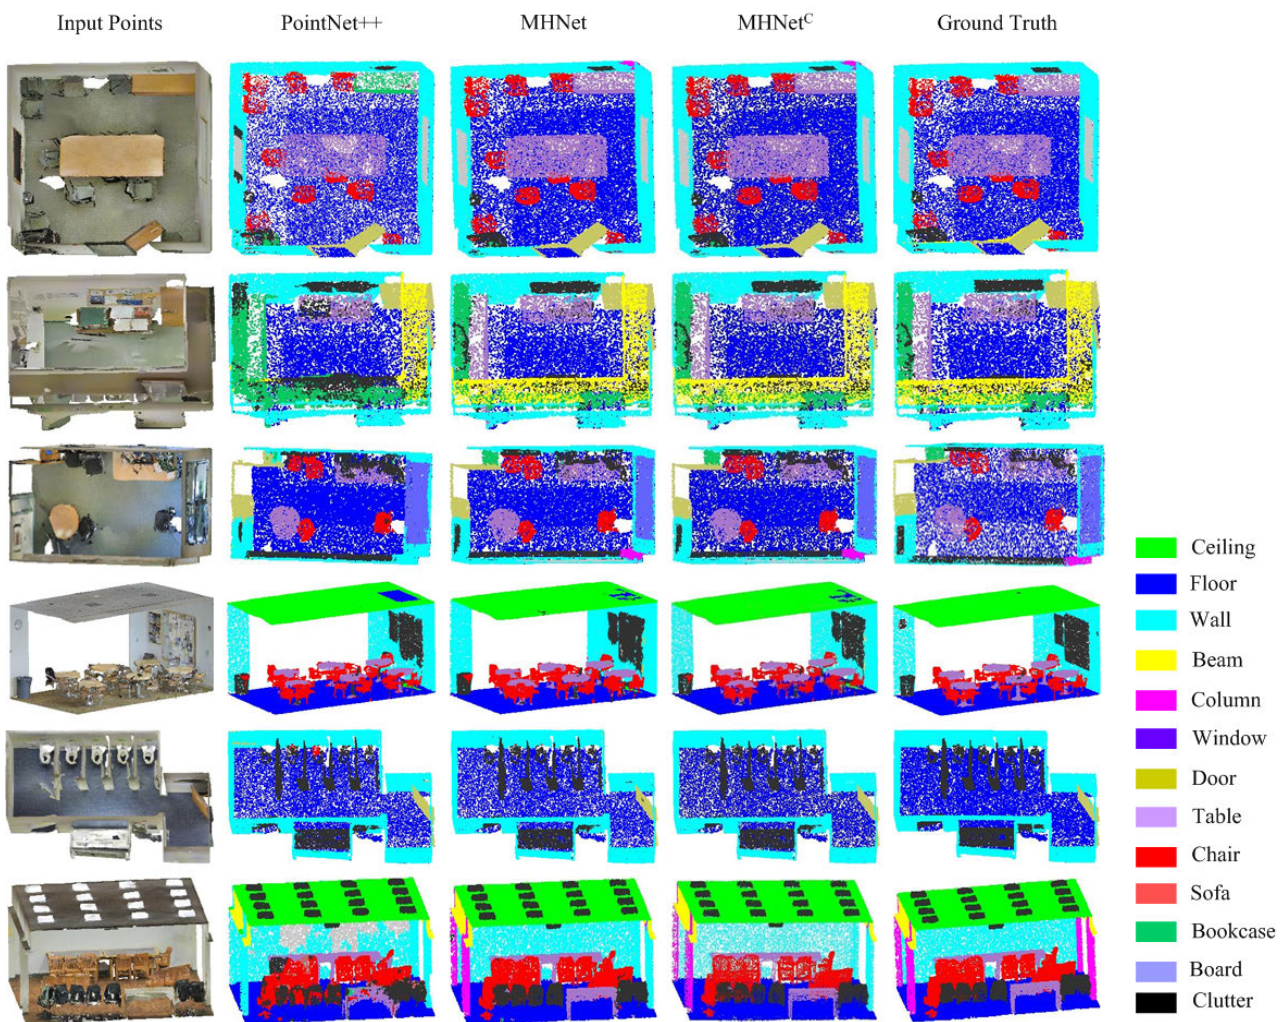 Input Points PointNet++ MHNet MHNetᶜ Ground Truth
Ceiling
Floor
Wall
Beam
Column
Window
Door
Table
Chair
Sofa
Bookcase
Board
Clutter